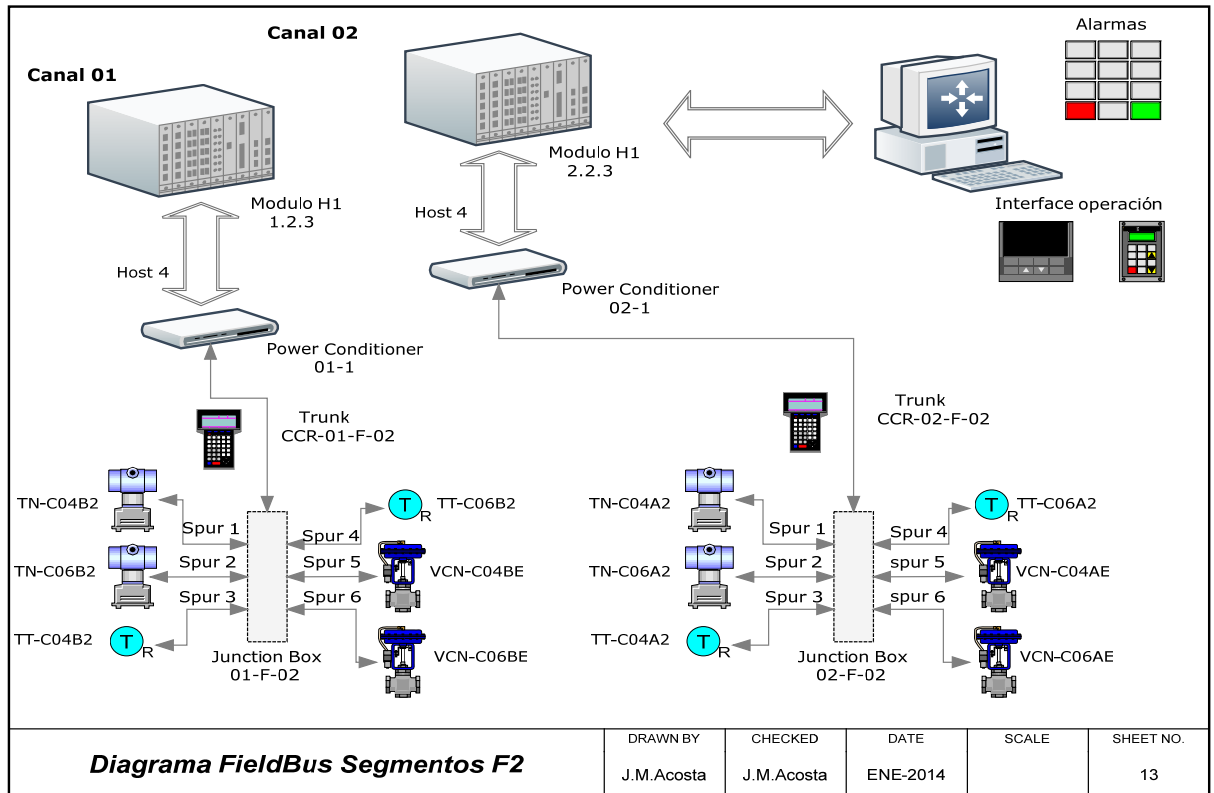 Canal 02
Alarmas
Canal 01
Modulo H1
2.2.3
Modulo H1
1.2.3
Host 4
Host 4
Interface operación
Power Conditioner
02-1
Power Conditioner
01-1
Trunk
CCR-01-F-02
Trunk
CCR-02-F-02
TN-C04B2
Spur 1
Spur 4
T
R
TT-C06B2
TN-C06B2
Spur 2
Spur 5
VCN-C04BE
Spur 3
Spur 6
TT-C04B2
T
R
Junction Box
01-F-02
VCN-C06BE
TN-C04A2
Spur 1
Spur 4
T
R
TT-C06A2
TN-C06A2
Spur 2
spur 5
VCN-C04AE
Spur 3
spur 6
TT-C04A2
T
R
Junction Box
02-F-02
VCN-C06AE
Diagrama FieldBus Segmentos F2
DRAWN BY
J.M.Acosta
CHECKED
J.M.Acosta
DATE
ENE-2014
SCALE
SHEET NO.
13